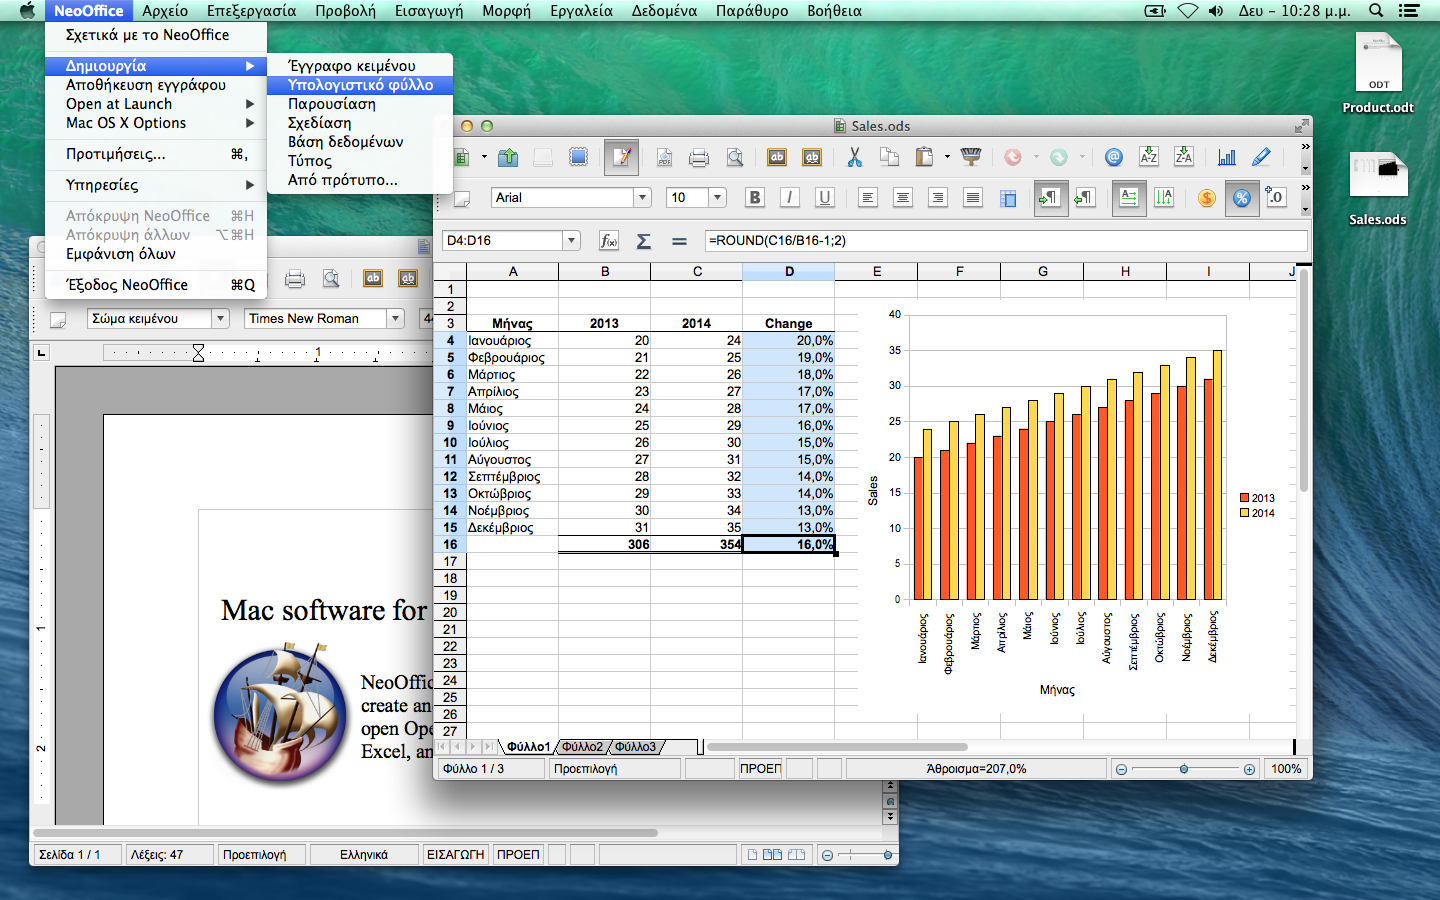 NeoOffice Αρχείο Επεξεργασία Προβολή Εισαγωγή Μορφή Εργαλεία Δεδομένα Παράθυρο Βοήθεια Δευ - 10:28 μ.μ.
Σχετικά με το NeoOffice
Δημιουργία
Αποθήκευση εγγράφου
Open at Launch
Mac OS X Options
Προτιμήσεις... ⌘,
Υπηρεσίες
Απόκρυψη NeoOffice ⌘H
Απόκρυψη άλλων ⌥⌘H
Εμφάνιση όλων
Έξοδος NeoOffice ⌘Q
Έγγραφο κειμένου
Υπολογιστικό φύλλο
Παρουσίαση
Σχεδίαση
Βάση δεδομένων
Τύπος
Από πρότυπο...
ODT
Product.odt
Sales.ods
Sales.ods
Arial 10 B I U
D4:D16 f(x) Σ = =ROUND(C16/B16-1;2)
A B C D E F G H I J
1
2
3 Μήνας 2013 2014 Change
4 Ιανουάριος 20 24 20,0%
5 Φεβρουάριος 21 25 19,0%
6 Μάρτιος 22 26 18,0%
7 Απρίλιος 23 27 17,0%
8 Μάιος 24 28 17,0%
9 Ιούνιος 25 29 16,0%
10 Ιούλιος 26 30 15,0%
11 Αύγουστος 27 31 15,0%
12 Σεπτέμβριος 28 32 14,0%
13 Οκτώβριος 29 33 14,0%
14 Νοέμβριος 30 34 13,0%
15 Δεκέμβριος 31 35 13,0%
16 306 354 16,0%
17
18
19
20
21
22
23
24
25
26
27
40
35
30
25
20
15
10
5
0
Sales
Ιανουάριος Φεβρουάριος Μάρτιος Απρίλιος Μάιος Ιούνιος Ιούλιος Αύγουστος Σεπτέμβριος Οκτώβριος Νοέμβριος Δεκέμβριος
Μήνας
2013
2014
Φύλλο1 Φύλλο2 Φύλλο3
Φύλλο 1 / 3 Προεπιλογή ΠΡΟΕΠ Άθροισμα=207,0% 100%
Σώμα κειμένου Times New Roman
1
1
2
Mac software for
NeoOffic
create an
open Ope
Excel, an
Σελίδα 1 / 1 Λέξεις: 47 Προεπιλογή Ελληνικά ΕΙΣΑΓΩΓΗ ΠΡΟΕΠ